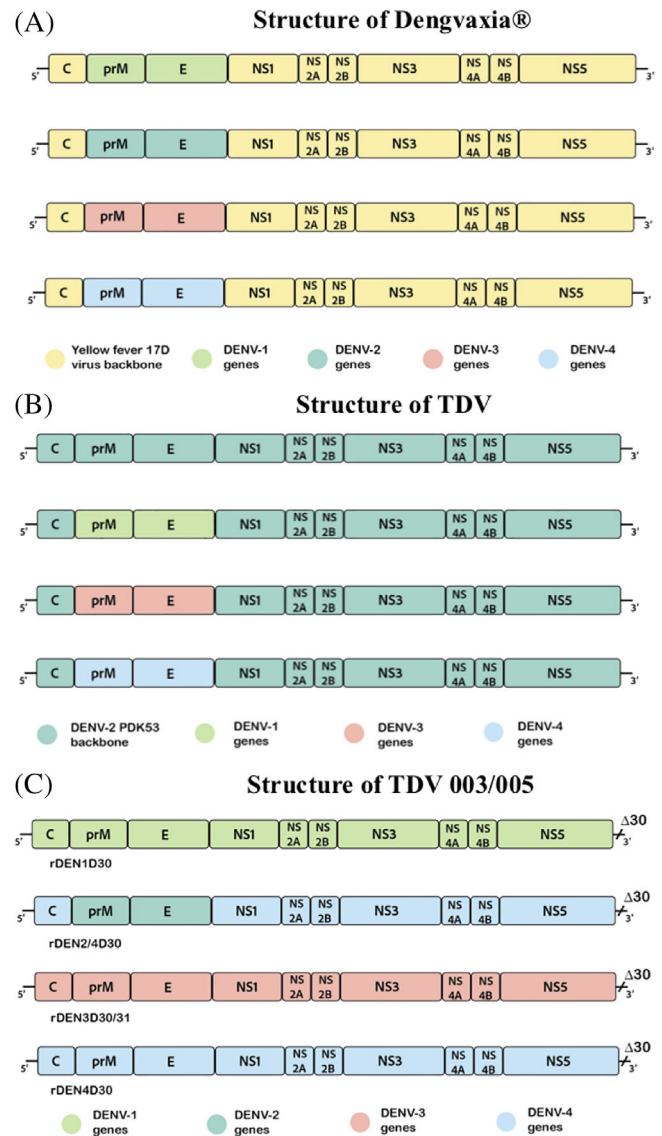 (A) Structure of Dengvaxia®
5' C prM E NS1 NS 2A NS 2B NS3 NS 4A NS 4B NS5 3'
5' C prM E NS1 NS 2A NS 2B NS3 NS 4A NS 4B NS5 3'
5' C prM E NS1 NS 2A NS 2B NS3 NS 4A NS 4B NS5 3'
5' C prM E NS1 NS 2A NS 2B NS3 NS 4A NS 4B NS5 3'
Yellow fever 17D virus backbone
DENV-1 genes
DENV-2 genes
DENV-3 genes
DENV-4 genes
(B) Structure of TDV
5' C prM E NS1 NS 2A NS 2B NS3 NS 4A NS 4B NS5 3'
5' C prM E NS1 NS 2A NS 2B NS3 NS 4A NS 4B NS5 3'
5' C prM E NS1 NS 2A NS 2B NS3 NS 4A NS 4B NS5 3'
5' C prM E NS1 NS 2A NS 2B NS3 NS 4A NS 4B NS5 3'
DENV-2 PDK53 backbone
DENV-1 genes
DENV-3 genes
DENV-4 genes
(C) Structure of TDV 003/005
5' C prM E NS1 NS 2A NS 2B NS3 NS 4A NS 4B NS5 Δ30 3'
rDEN1D30
5' C prM E NS1 NS 2A NS 2B NS3 NS 4A NS 4B NS5 Δ30 3'
rDEN2/4D30
5' C prM E NS1 NS 2A NS 2B NS3 NS 4A NS 4B NS5 Δ30 3'
rDEN3D30/31
5' C prM E NS1 NS 2A NS 2B NS3 NS 4A NS 4B NS5 Δ30 3'
rDEN4D30
DENV-1 genes
DENV-2 genes
DENV-3 genes
DENV-4 genes